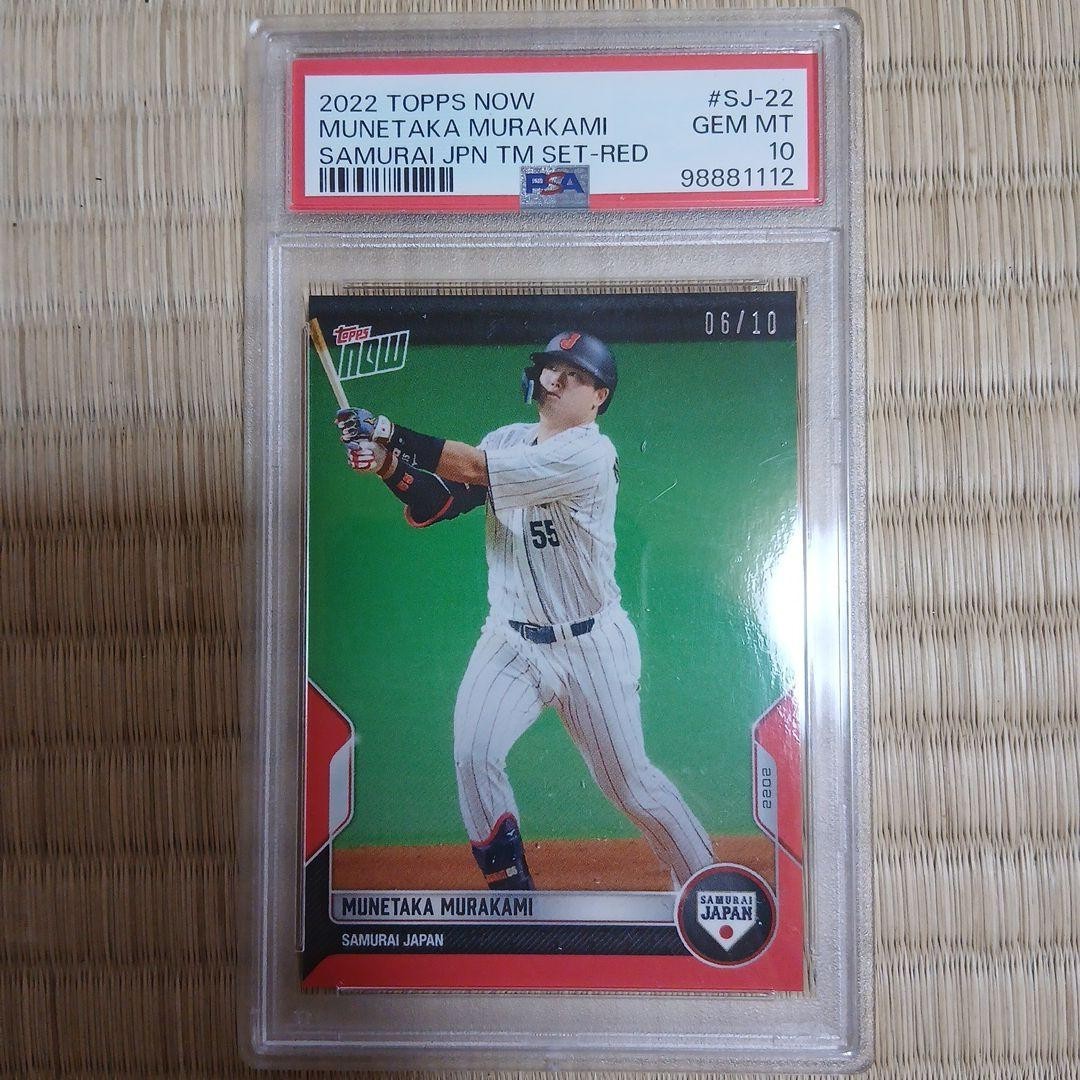 2022 TOPPS NOW #SJ-22
MUNETAKA MURAKAMI GEM MT
SAMURAI JPN TM SET-RED 10
98881112
PSA
06/10
topps
now
J
55
2022
MUNETAKA MURAKAMI
SAMURAI JAPAN
SAMURAI
JAPAN